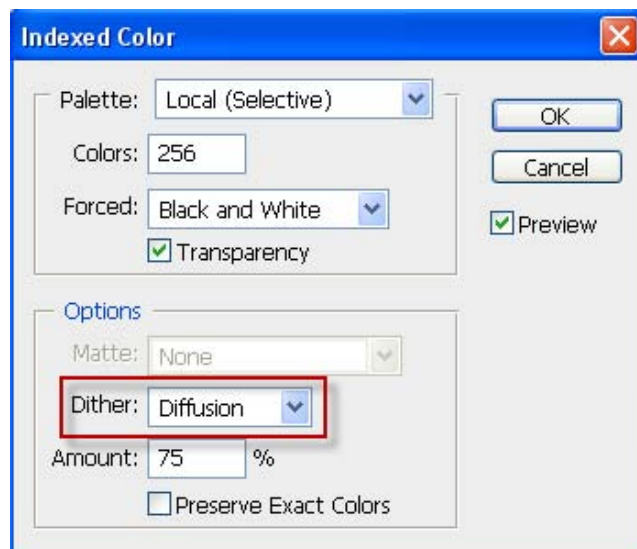 Indexed Color
Palette: Local (Selective)
OK
Colors: 256
Cancel
Forced: Black and White
Preview
Transparency
Options
Matte: None
Dither: Diffusion
Amount: 75 %
Preserve Exact Colors